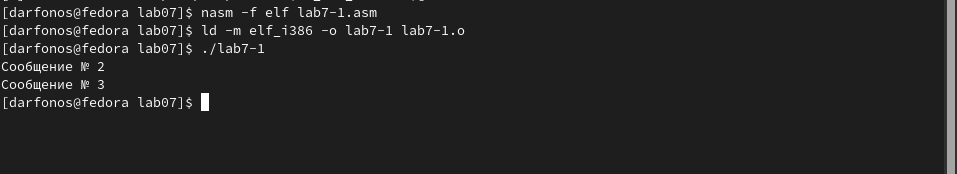 [darfonos@fedora lab07]$ nasm -f elf lab7-1.asm
[darfonos@fedora lab07]$ ld -m elf_i386 -o lab7-1 lab7-1.o
[darfonos@fedora lab07]$ ./lab7-1
Сообщение № 2
Сообщение № 3
[darfonos@fedora lab07]$